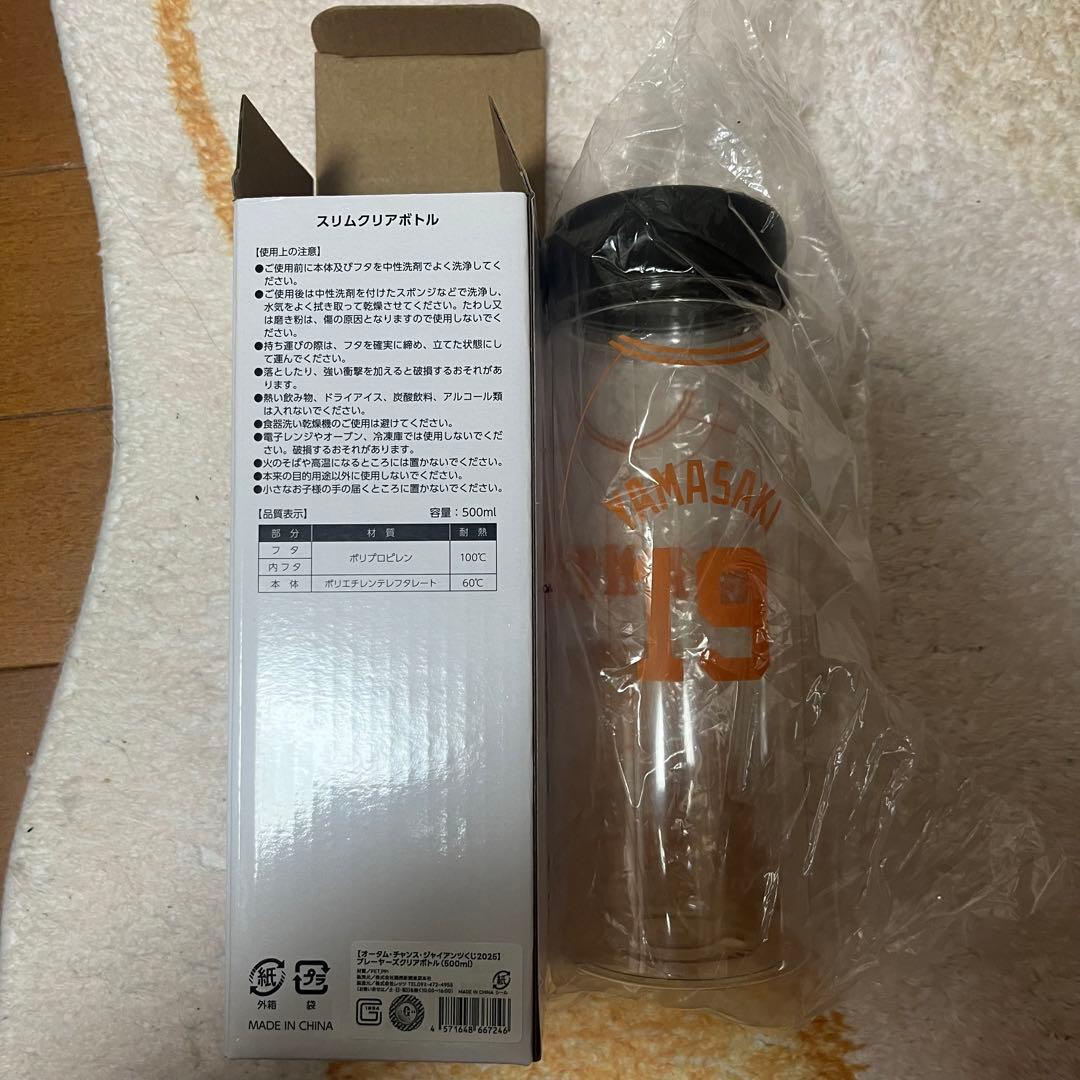 スリムクリアボトル
【使用上の注意】
●ご使用前に本体及びフタを中性洗剤でよく洗浄してく
ださい。
●ご使用後は中性洗剤を付けたスポンジなどで洗浄し、
水気をよく拭き取って乾燥させてください。たわし又
は磨き粉は、傷の原因となりますので使用しないでく
ださい。
●持ち運びの際は、フタを確実に締め、立てた状態にし
て運んでください。
●落としたり、強い衝撃を加えると破損するおそれがあ
ります。
●熱い飲み物、ドライアイス、炭酸飲料、アルコール類
は入れないでください。
●食器洗い乾燥機のご使用は避けてください。
●電子レンジやオーブン、冷凍庫では使用しないでくだ
さい。破損するおそれがあります。
●火のそばや高温になるところには置かないでください。
●本来の目的用途以外に使用しないでください。
●小さなお子様の手の届くところに置かないでください。
【品質表示】 容量：500ml
部分 材質 耐熱
フタ ポリプロピレン 100℃
内フタ
本体 ポリエチレンテレフタレート 60℃
紙 プラ
外箱 袋
MADE IN CHINA
【オータム・チャンス・ジャイアンツくじ2025】
プレーヤーズクリアボトル（500ml）
材質／PET,PP
MADE IN CHINA シール
紙
4 571648 667246
YAMASAKI
19